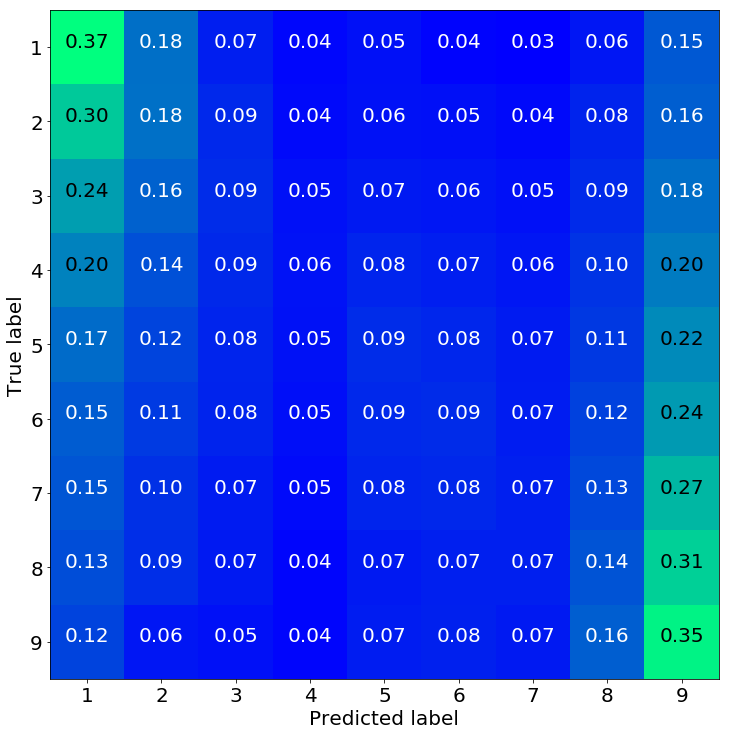 1 0.37 0.18 0.07 0.04 0.05 0.04 0.03 0.06 0.15
2 0.30 0.18 0.09 0.04 0.06 0.05 0.04 0.08 0.16
3 0.24 0.16 0.09 0.05 0.07 0.06 0.05 0.09 0.18
4 0.20 0.14 0.09 0.06 0.08 0.07 0.06 0.10 0.20
5 0.17 0.12 0.08 0.05 0.09 0.08 0.07 0.11 0.22
6 0.15 0.11 0.08 0.05 0.09 0.09 0.07 0.12 0.24
7 0.15 0.10 0.07 0.05 0.08 0.08 0.07 0.13 0.27
8 0.13 0.09 0.07 0.04 0.07 0.07 0.07 0.14 0.31
9 0.12 0.06 0.05 0.04 0.07 0.08 0.07 0.16 0.35
1 2 3 4 5 6 7 8 9
Predicted label
True label